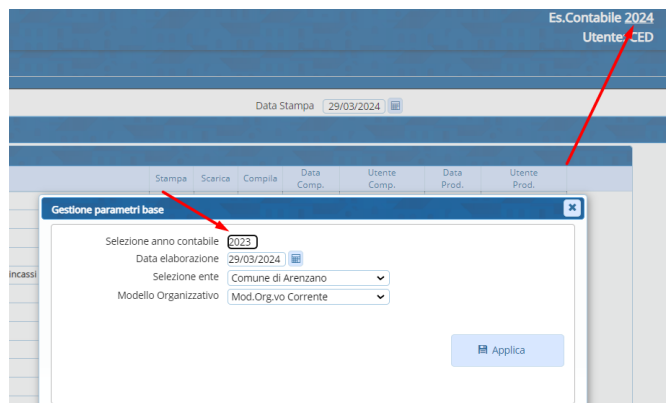 Es.Contabile 2024
Utente: CED
Data Stampa 29/03/2024
Stampa Scarica Compila Data Comp. Utente Comp. Data Prod. Utente Prod.
Gestione parametri base
Selezione anno contabile 2023
Data elaborazione 29/03/2024
incassi
Selezione ente Comune di Arenzano
Modello Organizzativo Mod.Org.vo Corrente
Applica